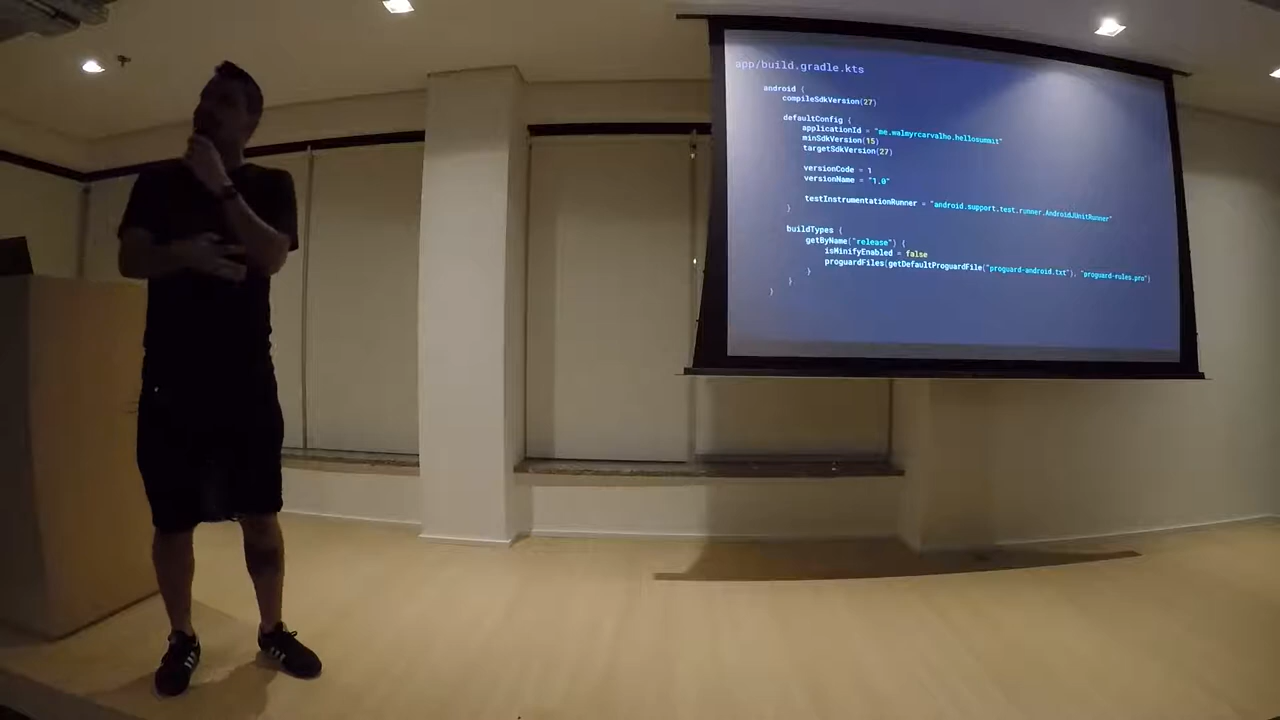 app/build.gradle.kts
android {
compileSdkVersion(27)
defaultConfig {
applicationId = "me.walmyrcarvalho.hellosummit"
minSdkVersion(15)
targetSdkVersion(27)
versionCode = 1
versionName = "1.0"
testInstrumentationRunner = "android.support.test.runner.AndroidJUnitRunner"
}
buildTypes {
getByName("release") {
isMinifyEnabled = false
proguardFiles(getDefaultProguardFile("proguard-android.txt"), "proguard-rules.pro")
}
}
}